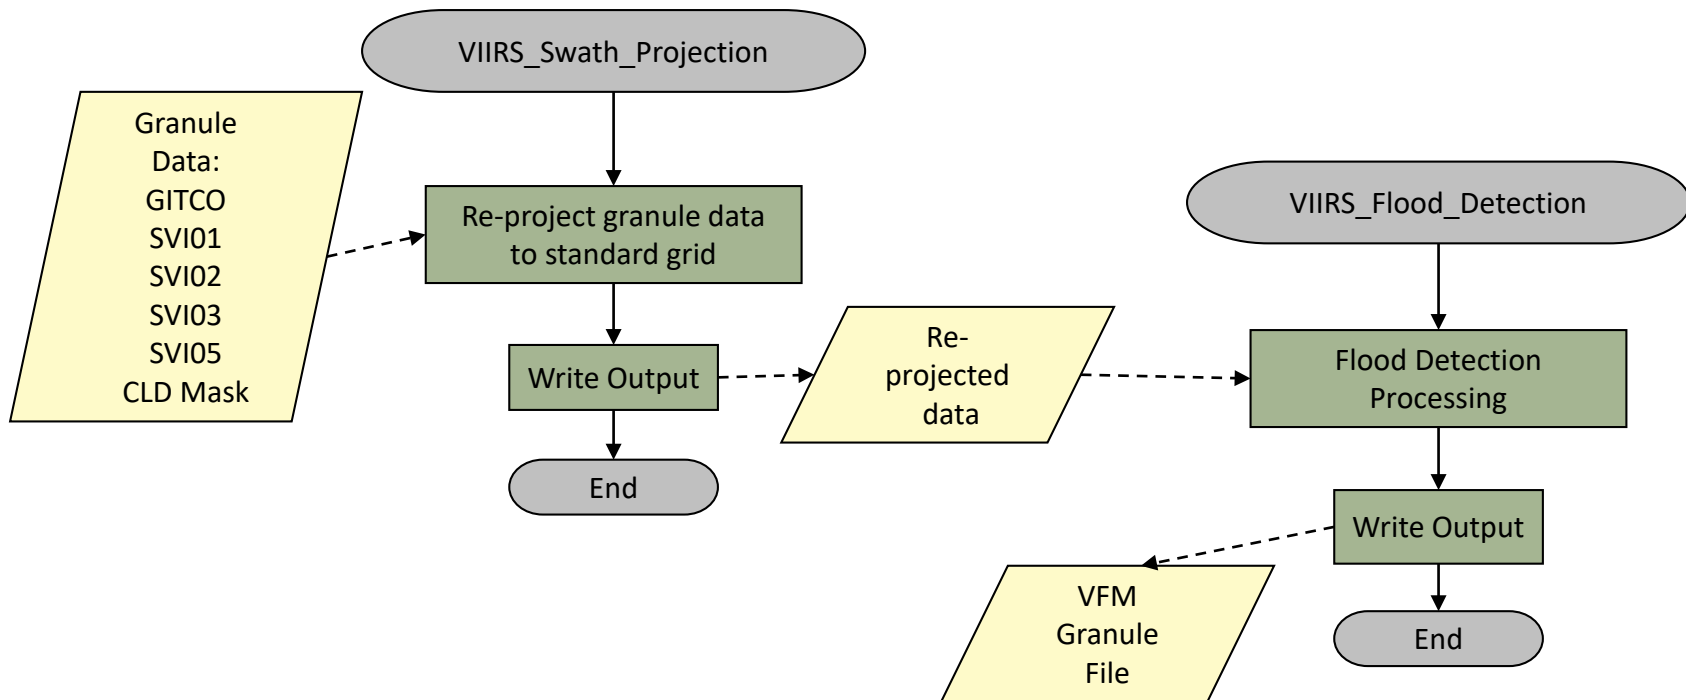 VIIRS_Swath_Projection
Granule
Data:
GITCO
SVI01
SVI02
SVI03
SVI05
CLD Mask
Re-project granule data
to standard grid
Write Output
End
Re-
projected
data
VIIRS_Flood_Detection
Flood Detection
Processing
Write Output
VFM
Granule
File
End